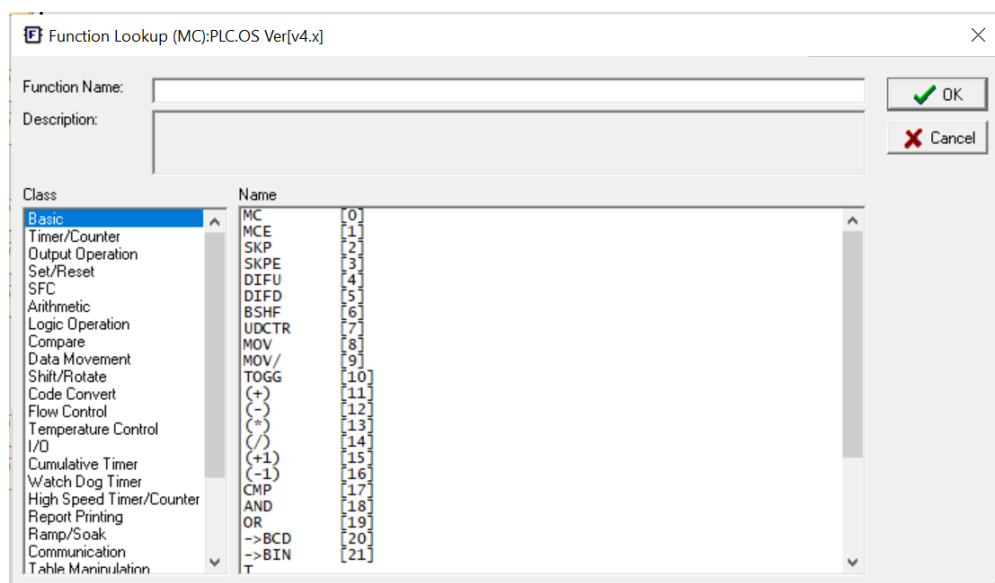 Function Lookup (MC):PLC.OS Ver[v4.x]
Function Name:
OK
Description:
Cancel
Class
Basic
Timer/Counter
Output Operation
Set/Reset
SFC
Arithmetic
Logic Operation
Compare
Data Movement
Shift/Rotate
Code Convert
Flow Control
Temperature Control
I/O
Cumulative Timer
Watch Dog Timer
High Speed Timer/Counter
Report Printing
Ramp/Soak
Communication
Table Manipulation
Name
MC [0]
MCE [1]
SKP [2]
SKPE [3]
DIFU [4]
DIFD [5]
BSHF [6]
UDCTR [7]
MOV [8]
MOV/ [9]
TOGG [10]
(+) [11]
(-) [12]
(*) [13]
(/) [14]
(+1) [15]
(-1) [16]
CMP [17]
AND [18]
OR [19]
->BCD [20]
->BIN [21]
T